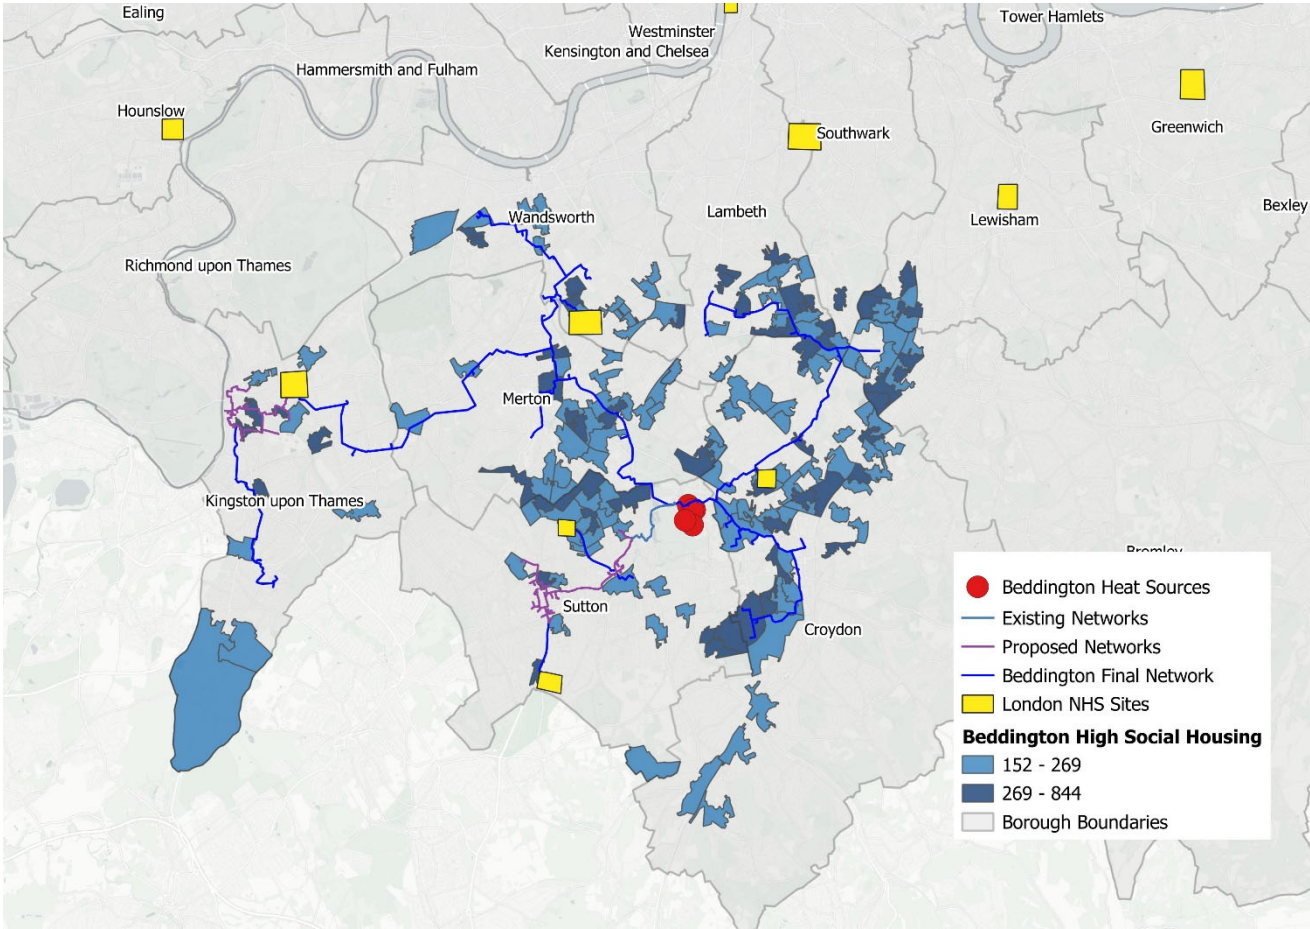 Ealing
Westminster
Tower Hamlets
Kensington and Chelsea
Hammersmith and Fulham
Hounslow
Southwark
Greenwich
Bexley
Wandsworth
Lambeth
Lewisham
Richmond upon Thames
Merton
Kingston upon Thames
Bromley
Sutton
Croydon
Beddington Heat Sources
Existing Networks
Proposed Networks
Beddington Final Network
London NHS Sites
Beddington High Social Housing
152 - 269
269 - 844
Borough Boundaries